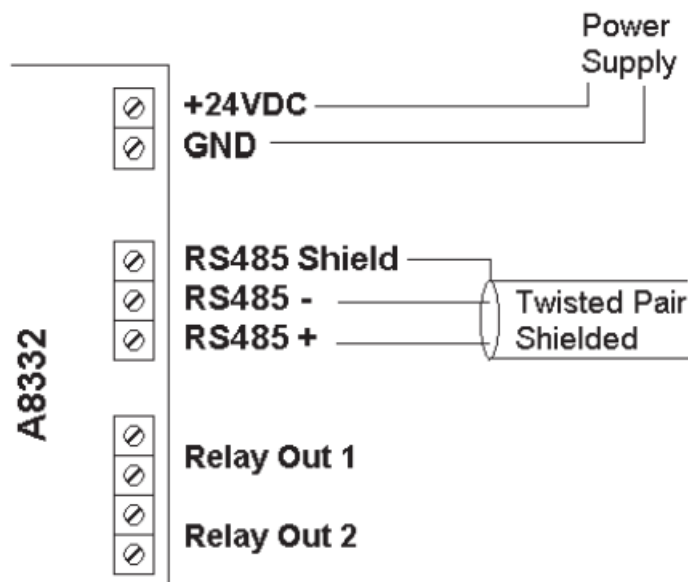 Power
Supply
+24VDC
GND
RS485 Shield
RS485 -
RS485 +
Twisted Pair
Shielded
A8332
Relay Out 1
Relay Out 2